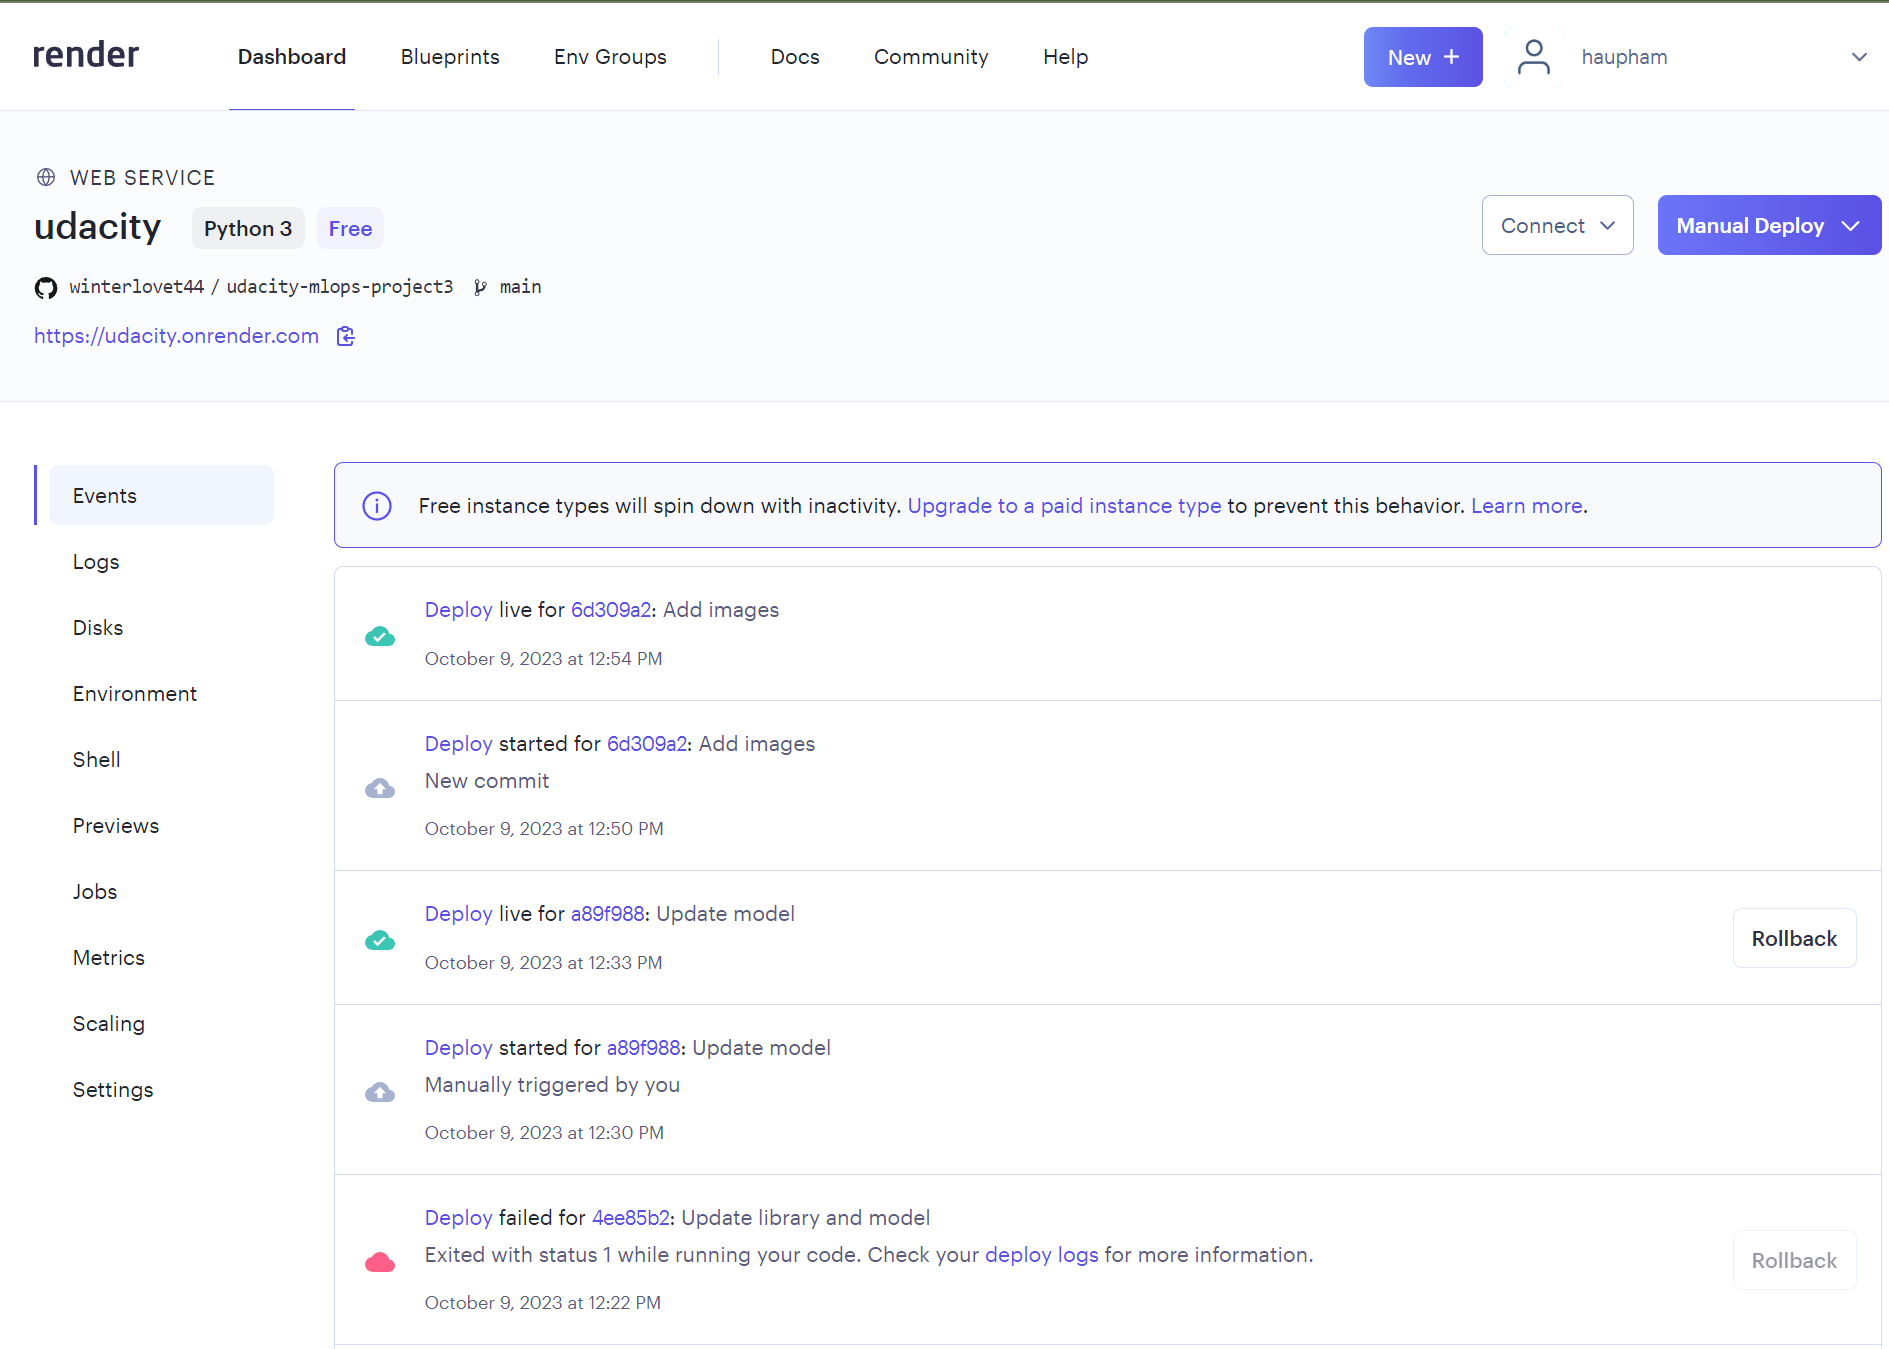 render
Dashboard Blueprints Env Groups Docs Community Help New + haupham
WEB SERVICE
udacity Python 3 Free
Connect Manual Deploy
winterlovet44 / udacity-mlops-project3 main
https://udacity.onrender.com
Events
Logs
Disks
Environment
Shell
Previews
Jobs
Metrics
Scaling
Settings
Free instance types will spin down with inactivity. Upgrade to a paid instance type to prevent this behavior. Learn more.
Deploy live for 6d309a2: Add images
October 9, 2023 at 12:54 PM
Deploy started for 6d309a2: Add images
New commit
October 9, 2023 at 12:50 PM
Deploy live for a89f988: Update model
October 9, 2023 at 12:33 PM
Rollback
Deploy started for a89f988: Update model
Manually triggered by you
October 9, 2023 at 12:30 PM
Deploy failed for 4ee85b2: Update library and model
Exited with status 1 while running your code. Check your deploy logs for more information.
October 9, 2023 at 12:22 PM
Rollback